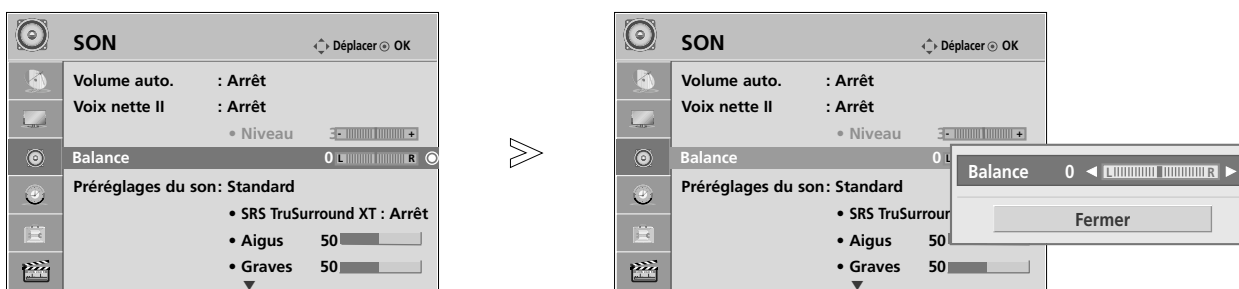 SON Déplacer OK
Volume auto. : Arrêt
Voix nette II : Arrêt
• Niveau 3 - +
Balance 0 L R
Préréglages du son : Standard
• SRS TruSurround XT : Arrêt
• Aigus 50
• Graves 50
SON Déplacer OK
Volume auto. : Arrêt
Voix nette II : Arrêt
• Niveau 3 - +
Balance 0 L
Préréglages du son : Standard
• SRS TruSurroun
• Aigus 50
• Graves 50
Balance 0 L R
Fermer